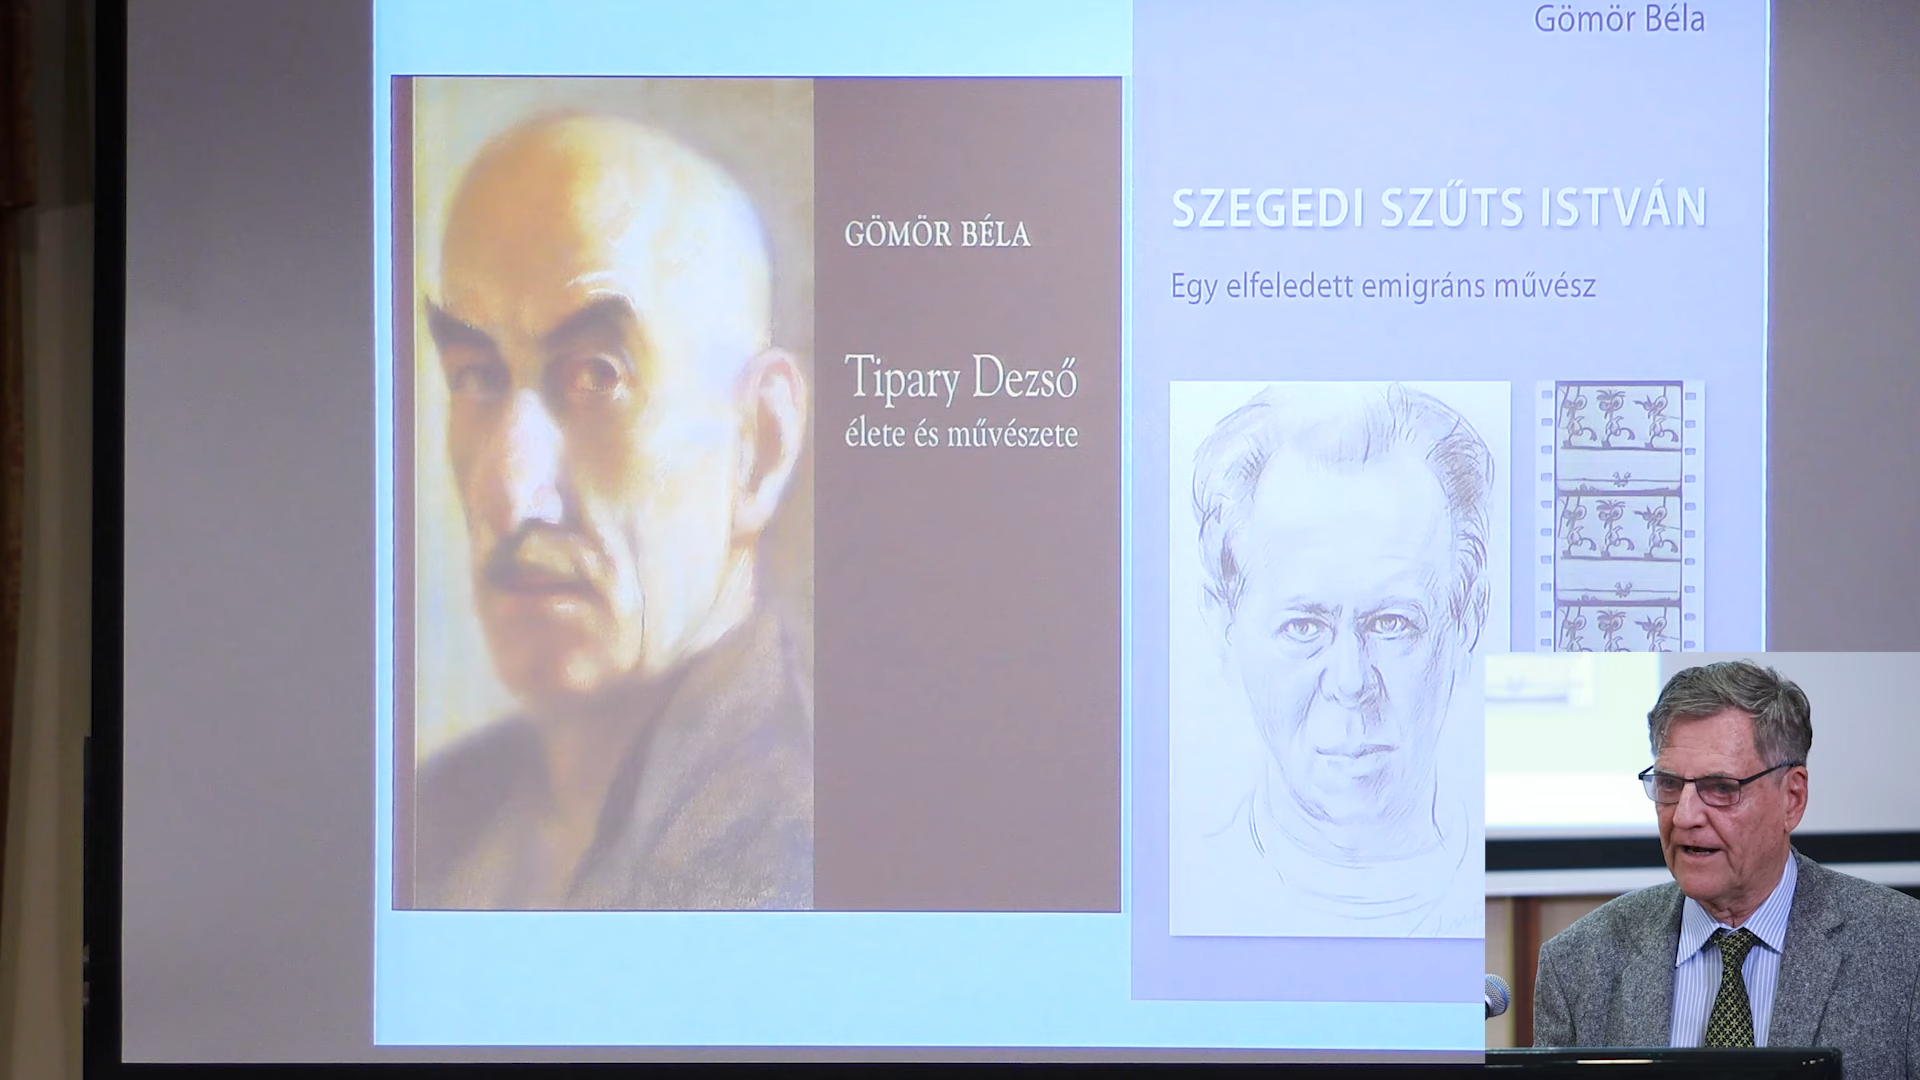 GÖMÖR BÉLA
Tipary Dezső
élete és művészete
Gömör Béla
SZEGEDI SZŰTS ISTVÁN
Egy elfeledett emigráns művész